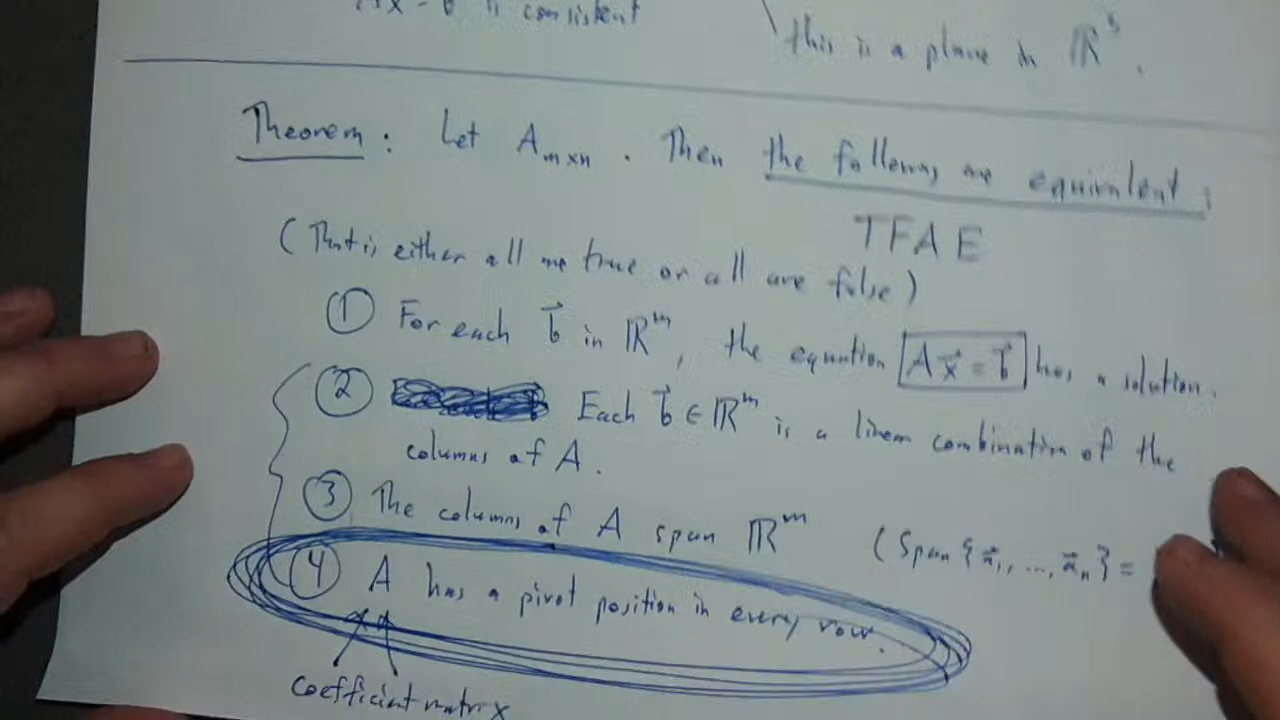 is consistent
this is a plane in ℝ³.
Theorem: Let A m×n. Then the following are equivalent:
TFAE
(That is either all are true or all are false)
① For each b⃗ in ℝᵐ, the equation Ax⃗ = b⃗ has a solution.
② Each b⃗ ∈ ℝᵐ is a linear combination of the
columns of A.
③ The columns of A span ℝᵐ (Span {a⃗₁, ..., a⃗ₙ} =
④ A has a pivot position in every row.
coefficient matrix